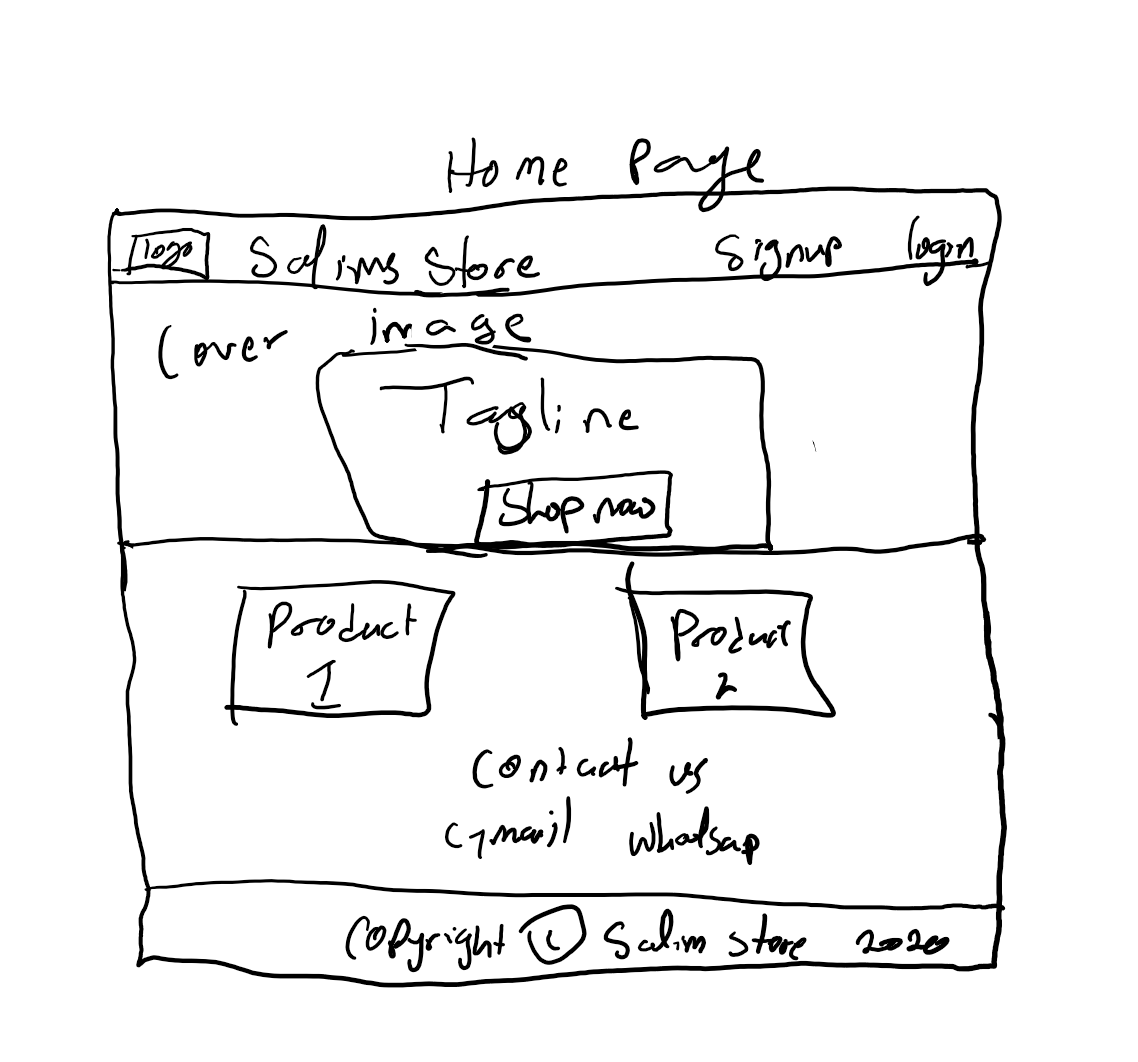 Home Page
logo Salims Store Signup login
Cover image
Tagline
Shop now
Product 1
Product 2
Contact us
Gmail Whatsap
Copyright © Salim store 2020